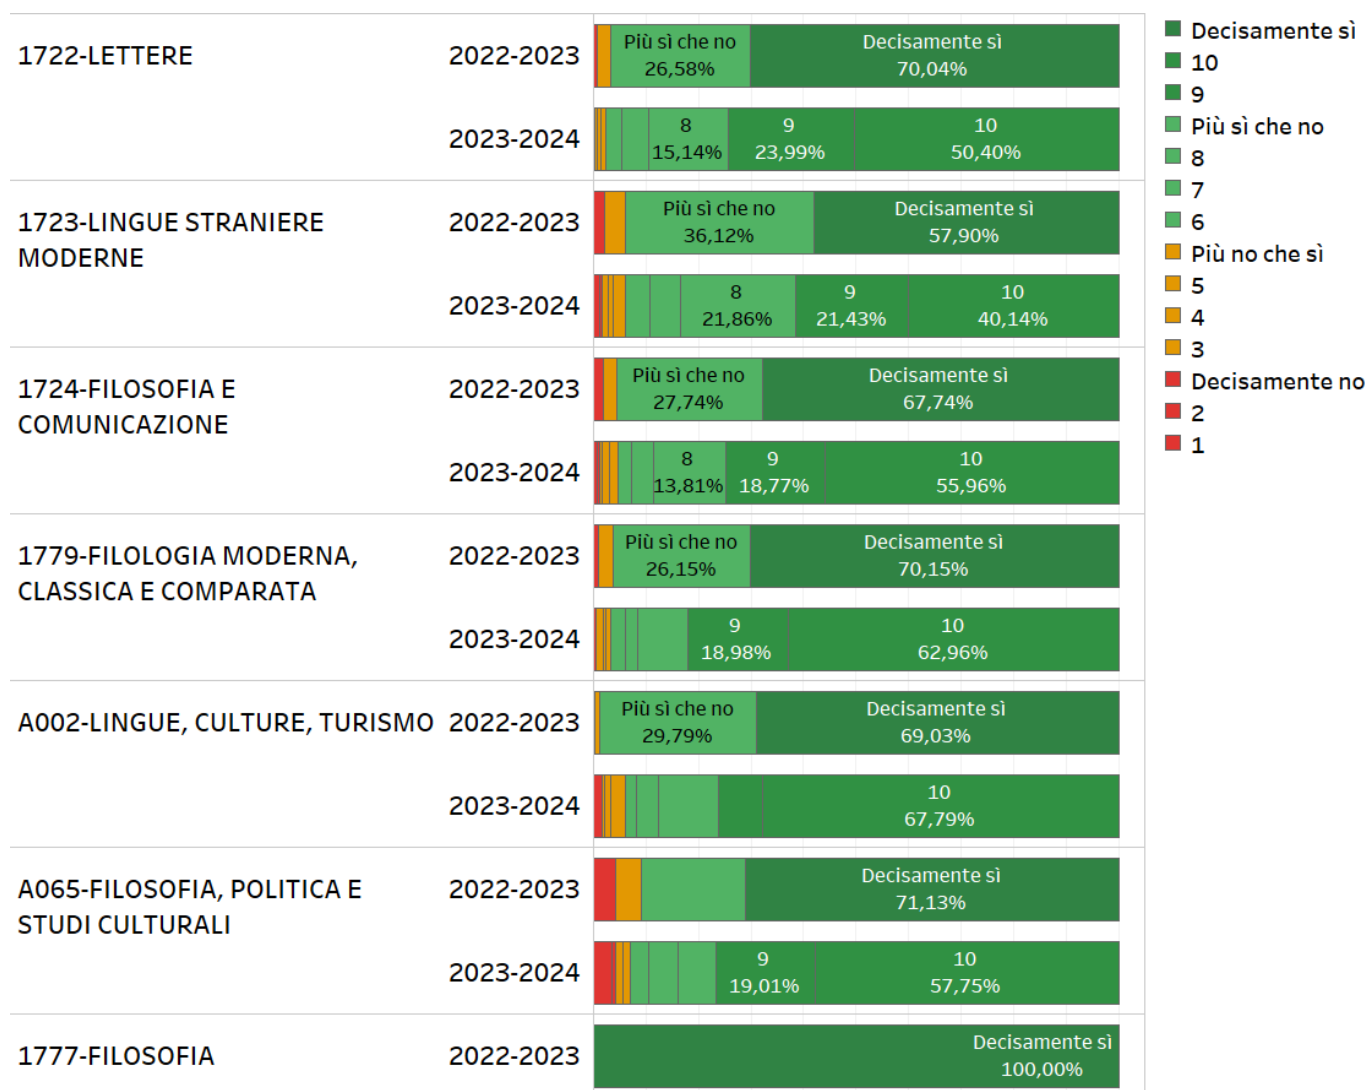 1722-LETTERE
2022-2023
Più sì che no
26,58%
Decisamente sì
70,04%
2023-2024
8
15,14%
9
23,99%
10
50,40%
1723-LINGUE STRANIERE
MODERNE
2022-2023
Più sì che no
36,12%
Decisamente sì
57,90%
2023-2024
8
21,86%
9
21,43%
10
40,14%
1724-FILOSOFIA E
COMUNICAZIONE
2022-2023
Più sì che no
27,74%
Decisamente sì
67,74%
2023-2024
8
13,81%
9
18,77%
10
55,96%
1779-FILOLOGIA MODERNA,
CLASSICA E COMPARATA
2022-2023
Più sì che no
26,15%
Decisamente sì
70,15%
2023-2024
9
18,98%
10
62,96%
A002-LINGUE, CULTURE, TURISMO
2022-2023
Più sì che no
29,79%
Decisamente sì
69,03%
2023-2024
10
67,79%
A065-FILOSOFIA, POLITICA E
STUDI CULTURALI
2022-2023
Decisamente sì
71,13%
2023-2024
9
19,01%
10
57,75%
1777-FILOSOFIA
2022-2023
Decisamente sì
100,00%
Decisamente sì
10
9
Più sì che no
8
7
6
Più no che sì
5
4
3
Decisamente no
2
1